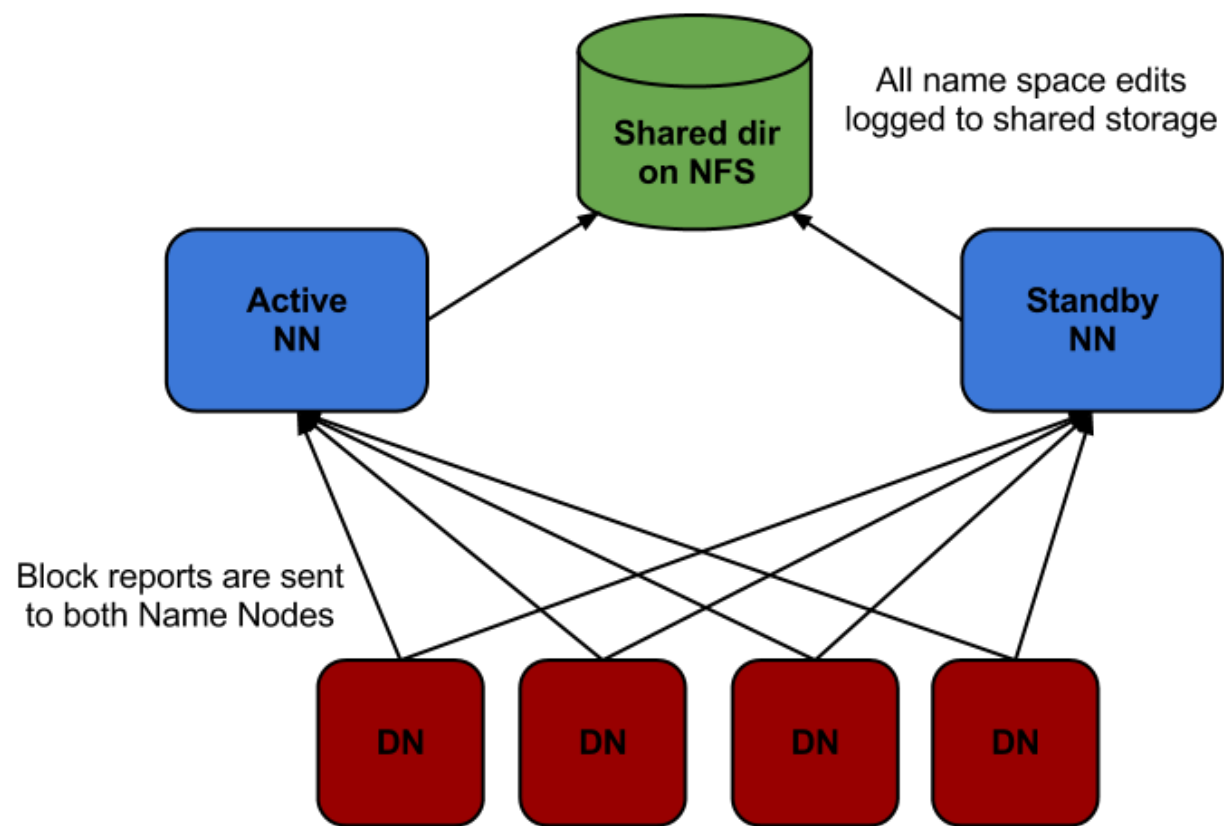 Shared dir
on NFS
All name space edits
logged to shared storage
Active
NN
Standby
NN
Block reports are sent
to both Name Nodes
DN
DN
DN
DN